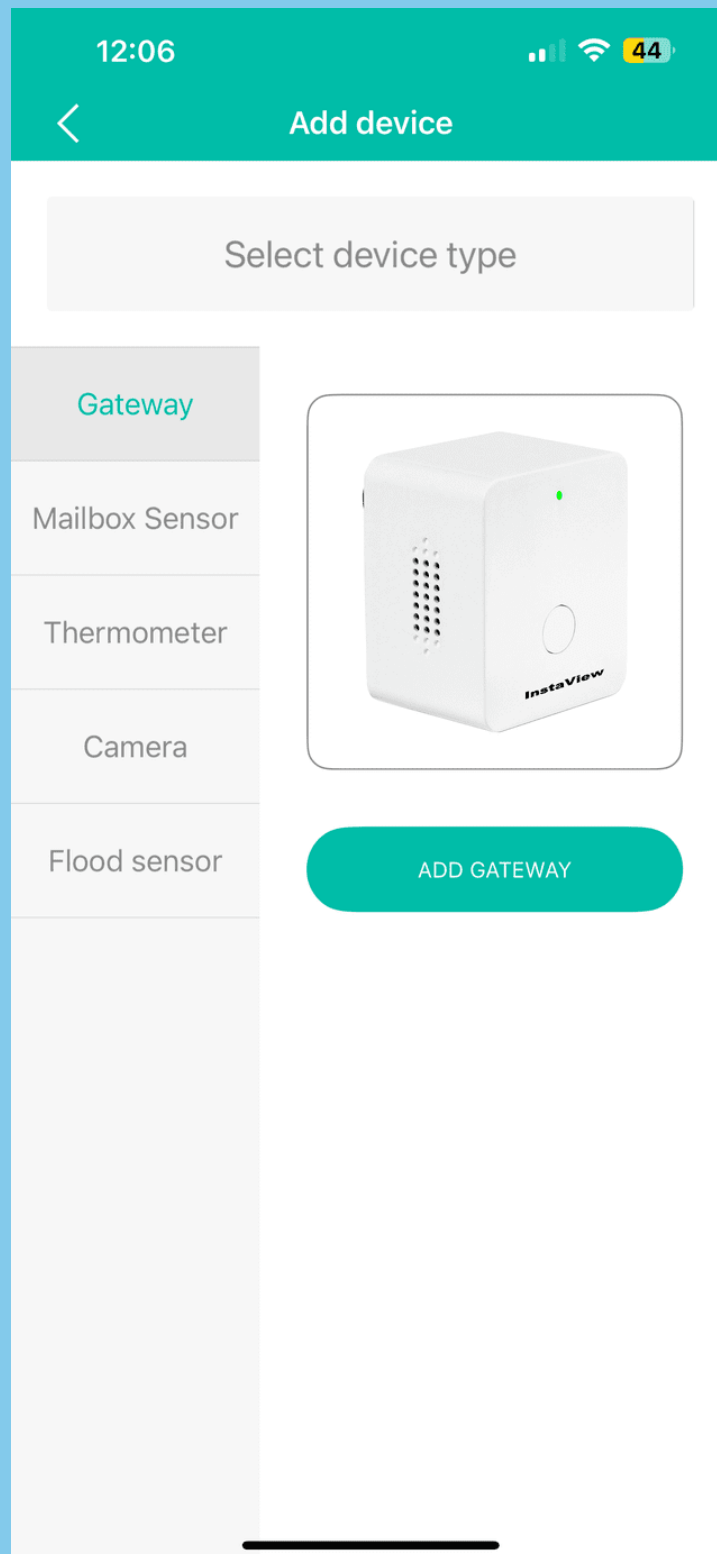 12:06
44
Add device
Select device type
Gateway
Mailbox Sensor
Thermometer
Camera
Flood sensor
InstaView
ADD GATEWAY